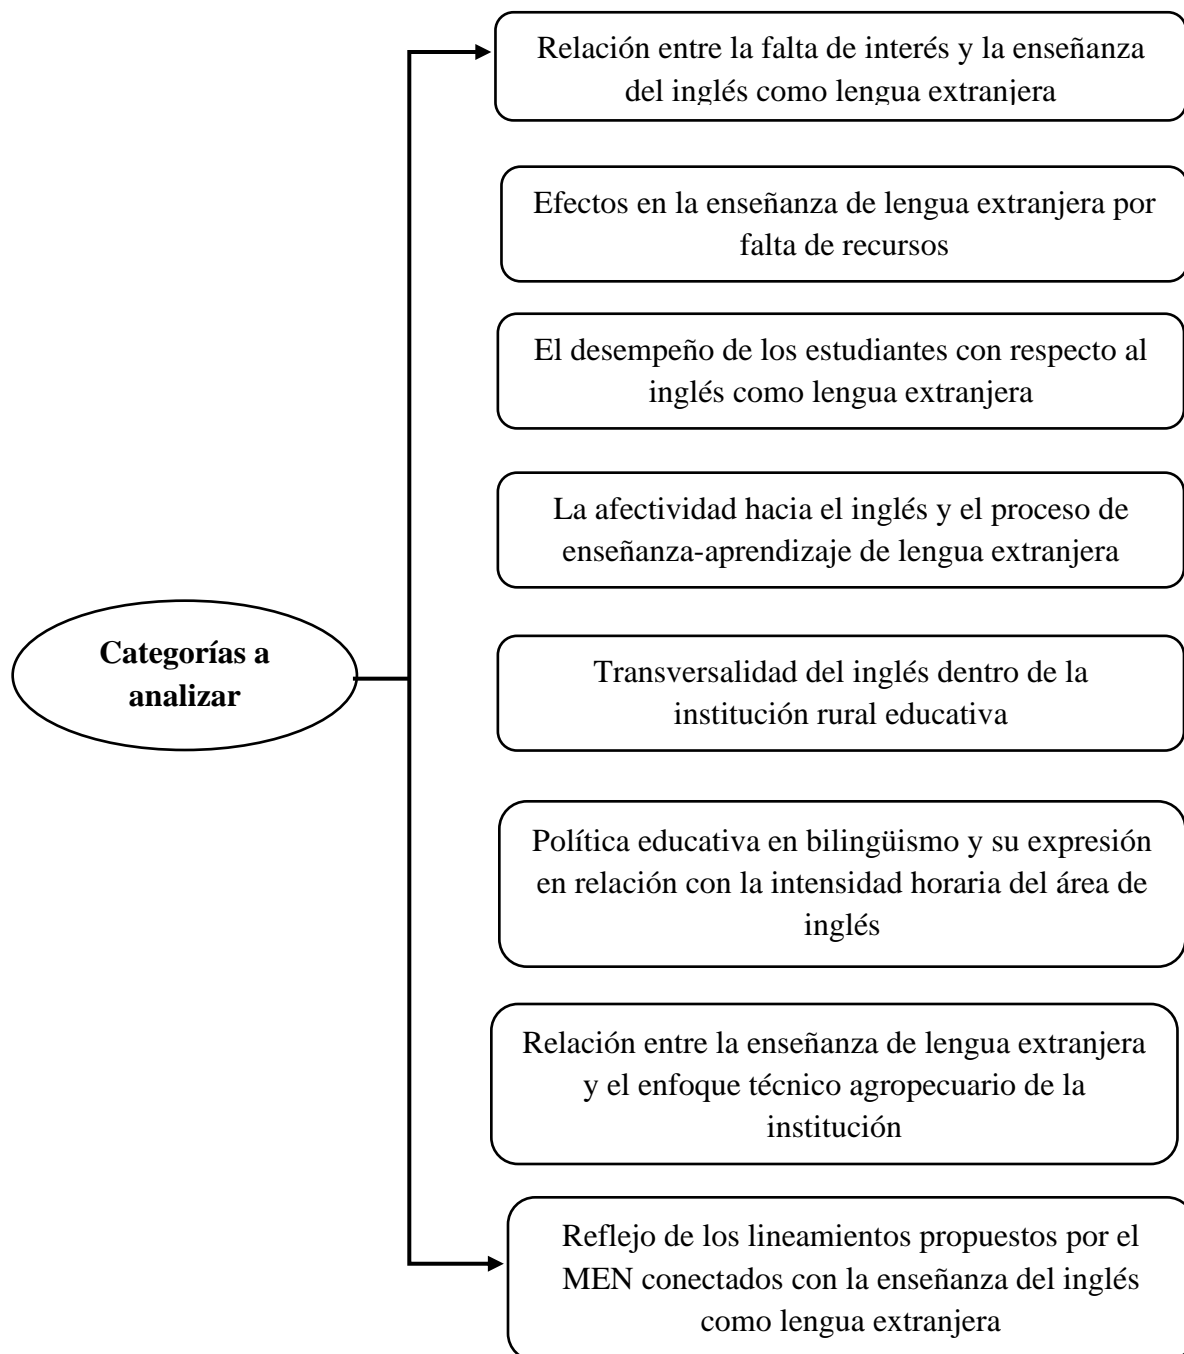 Relación entre la falta de interés y la enseñanza
del inglés como lengua extranjera
Efectos en la enseñanza de lengua extranjera por
falta de recursos
El desempeño de los estudiantes con respecto al
inglés como lengua extranjera
La afectividad hacia el inglés y el proceso de
enseñanza-aprendizaje de lengua extranjera
Categorías a
analizar
Transversalidad del inglés dentro de la
institución rural educativa
Política educativa en bilingüismo y su expresión
en relación con la intensidad horaria del área de
inglés
Relación entre la enseñanza de lengua extranjera
y el enfoque técnico agropecuario de la
institución
Reflejo de los lineamientos propuestos por el
MEN conectados con la enseñanza del inglés
como lengua extranjera